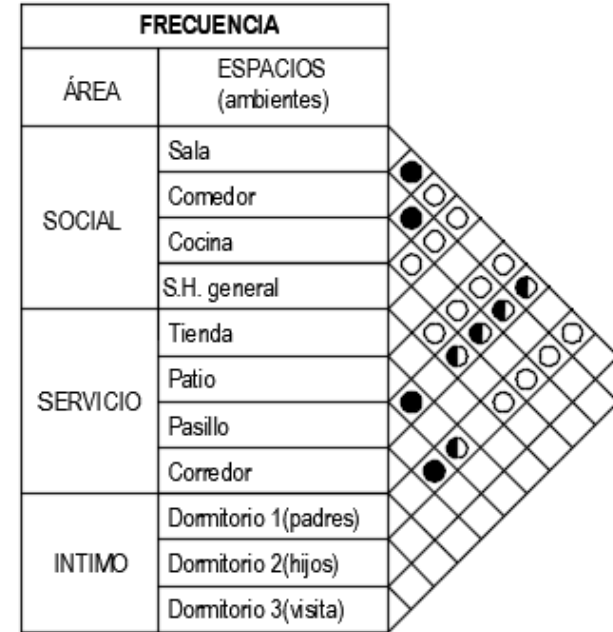 FRECUENCIA
ÁREA
ESPACIOS
(ambientes)
SOCIAL
Sala
Comedor
Cocina
S.H. general
SERVICIO
Tienda
Patio
Pasillo
Corredor
INTIMO
Dormitorio 1(padres)
Dormitorio 2(hijos)
Dormitorio 3(visita)